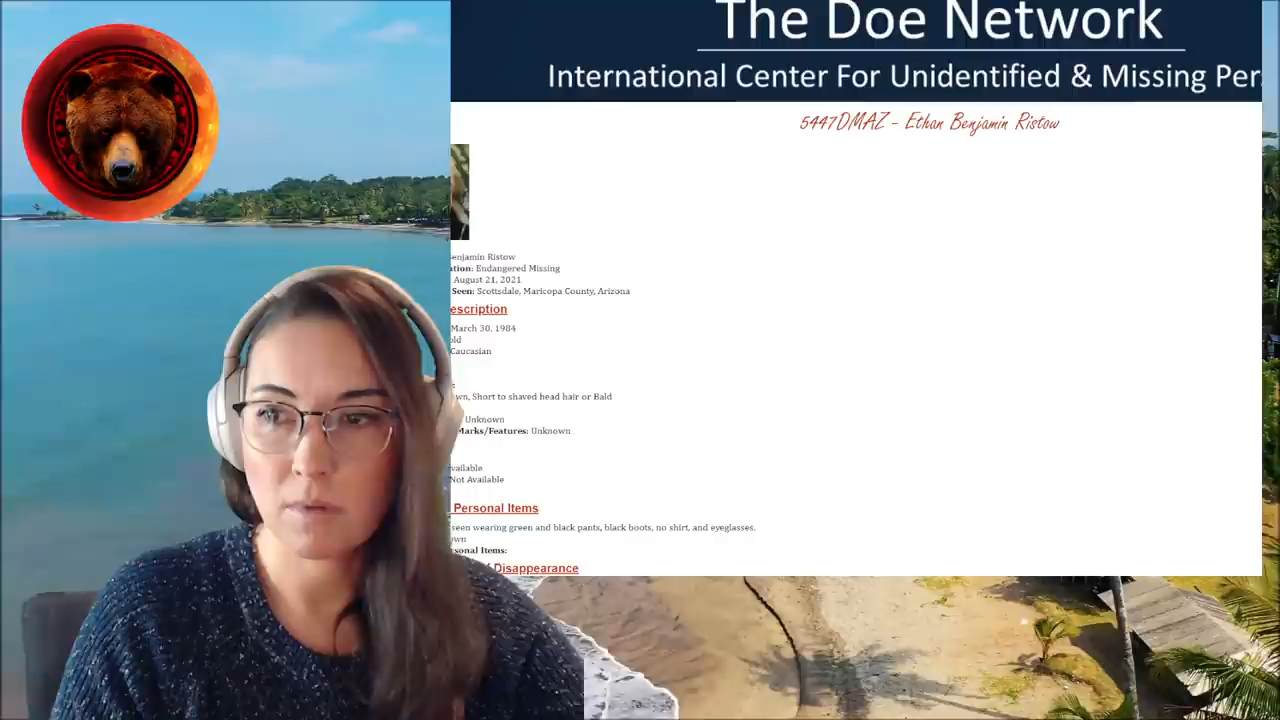 The Doe Network
International Center For Unidentified & Missing Per
5447DMAZ - Ethan Benjamin Ristow
enjamin Ristow
tion: Endangered Missing
August 21, 2021
Seen: Scottsdale, Maricopa County, Arizona
escription
March 30, 1984
old
Caucasian
wn, Short to shaved head hair or Bald
Unknown
Marks/Features: Unknown
vailable
Not Available
Personal Items
seen wearing green and black pants, black boots, no shirt, and eyeglasses.
own
sonal Items:
Disappearance